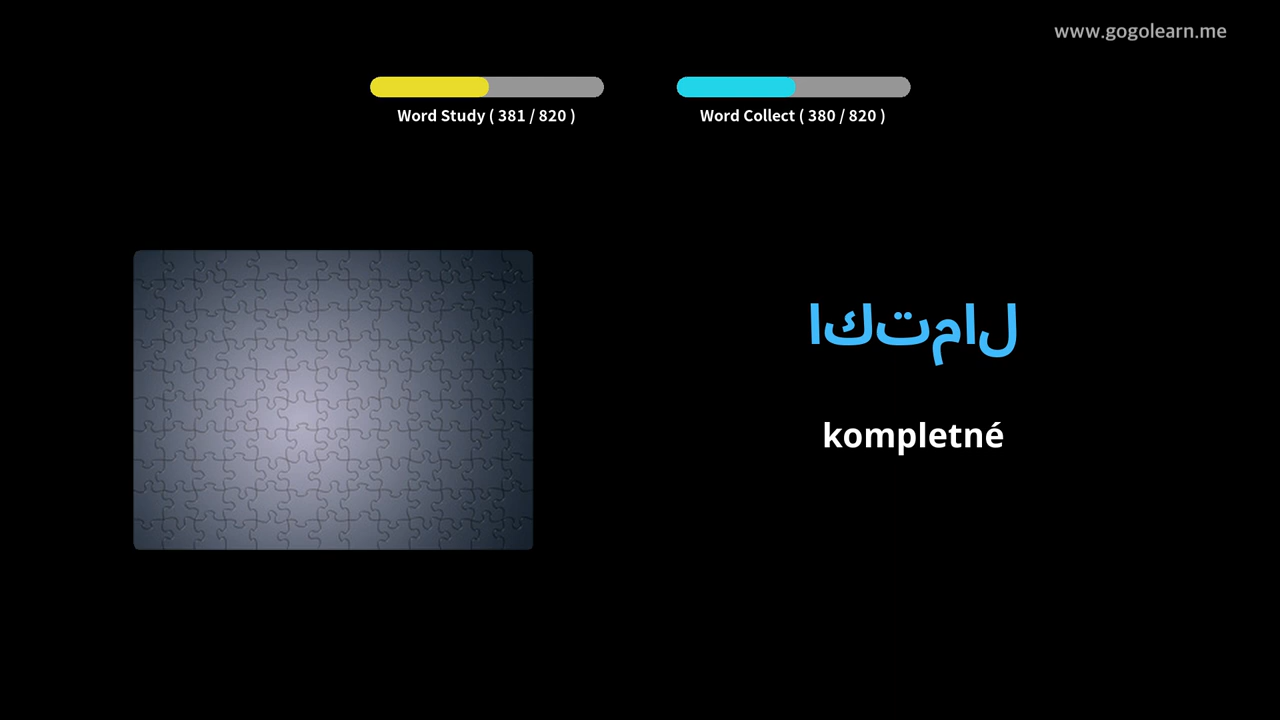 www.gogolearn.me
Word Study ( 381 / 820 )
Word Collect ( 380 / 820 )
اكتمال
kompletné